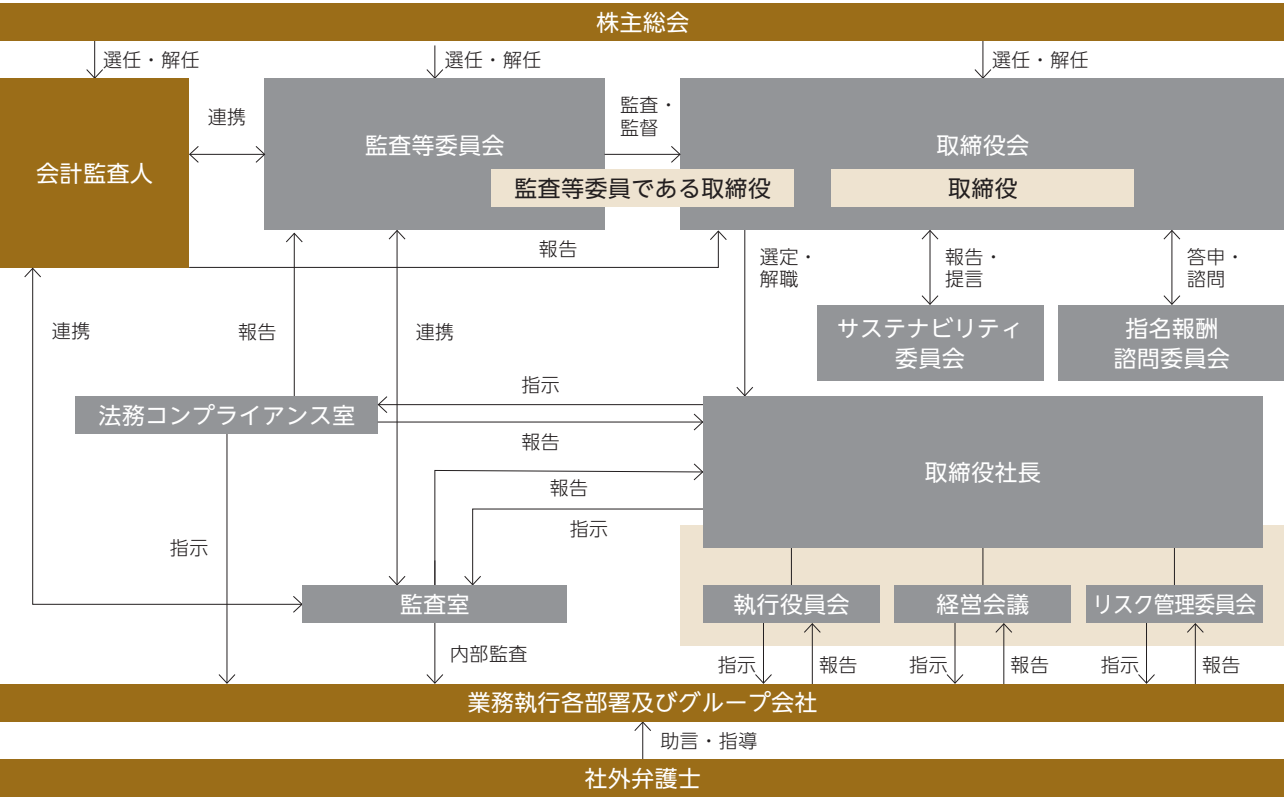 株主総会
選任・解任
選任・解任
選任・解任
会計監査人
連携
監査等委員会
監査・
監督
取締役会
監査等委員である取締役
取締役
報告
選定・
解職
報告・
提言
答申・
諮問
連携
報告
連携
サステナビリティ
委員会
指名報酬
諮問委員会
指示
法務コンプライアンス室
報告
取締役社長
報告
指示
指示
監査室
執行役員会
経営会議
リスク管理委員会
内部監査
指示
報告
指示
報告
指示
報告
業務執行各部署及びグループ会社
助言・指導
社外弁護士